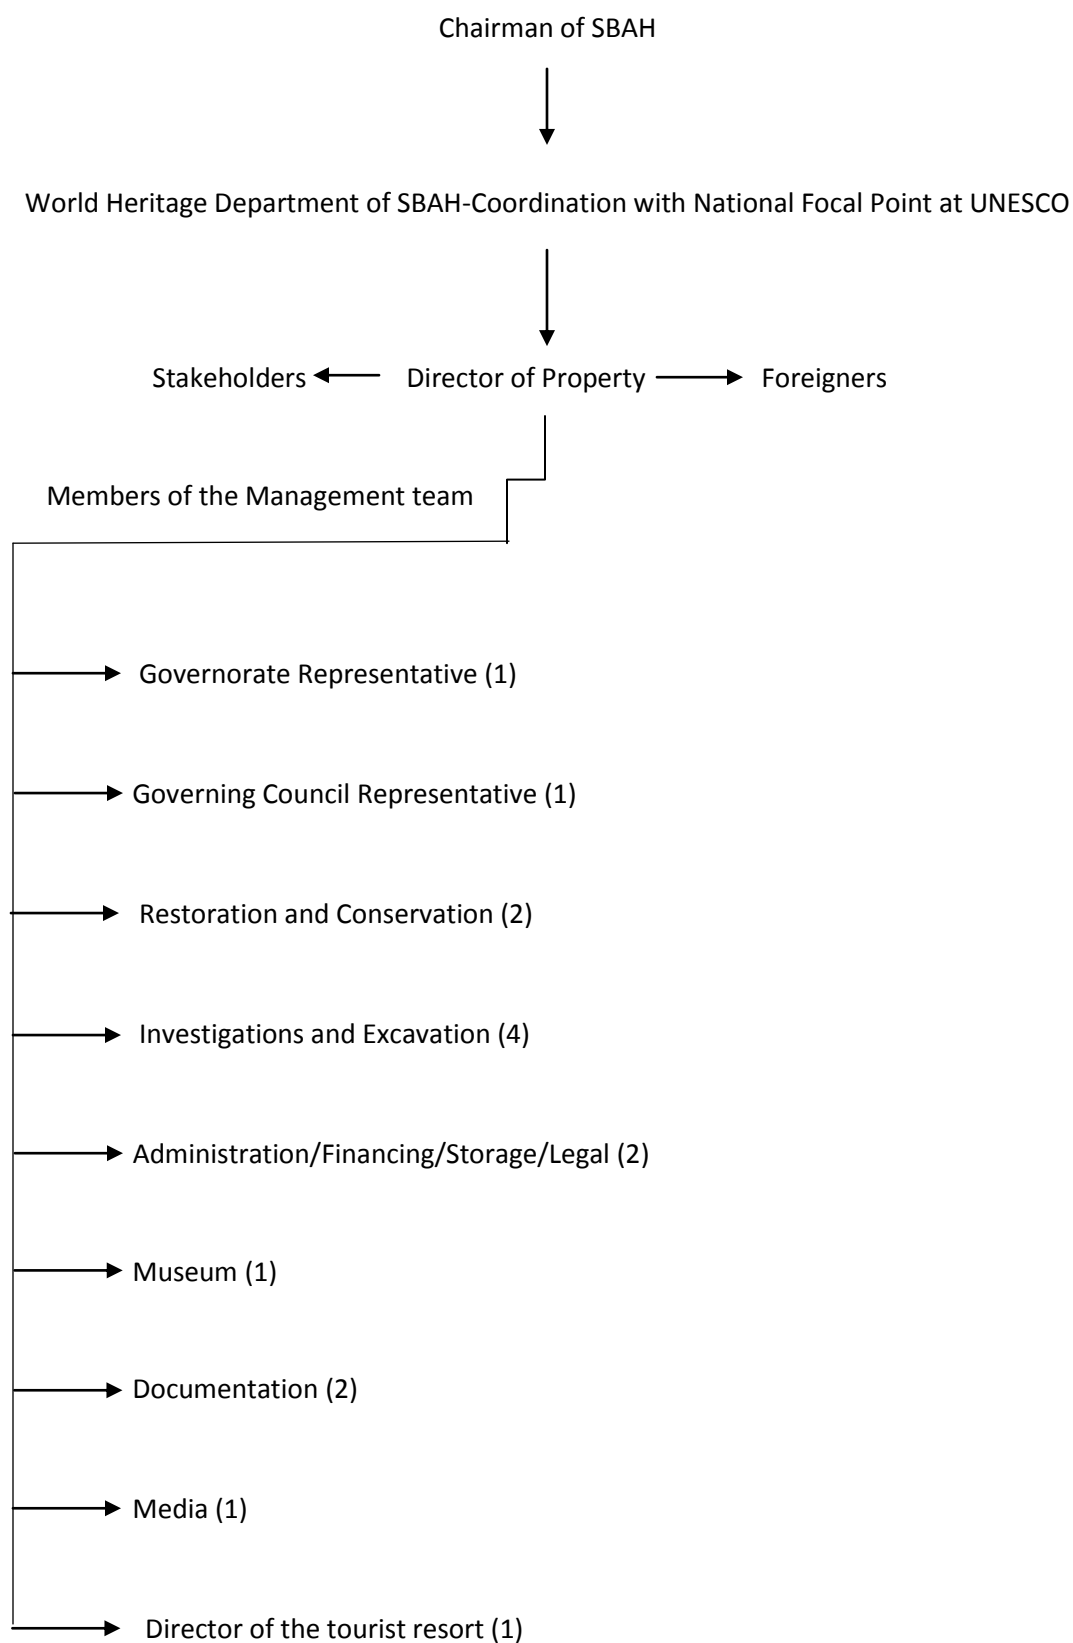 Chairman of SBAH
World Heritage Department of SBAH-Coordination with National Focal Point at UNESCO
Stakeholders Director of Property Foreigners
Members of the Management team
Governorate Representative (1)
Governing Council Representative (1)
Restoration and Conservation (2)
Investigations and Excavation (4)
Administration/Financing/Storage/Legal (2)
Museum (1)
Documentation (2)
Media (1)
Director of the tourist resort (1)